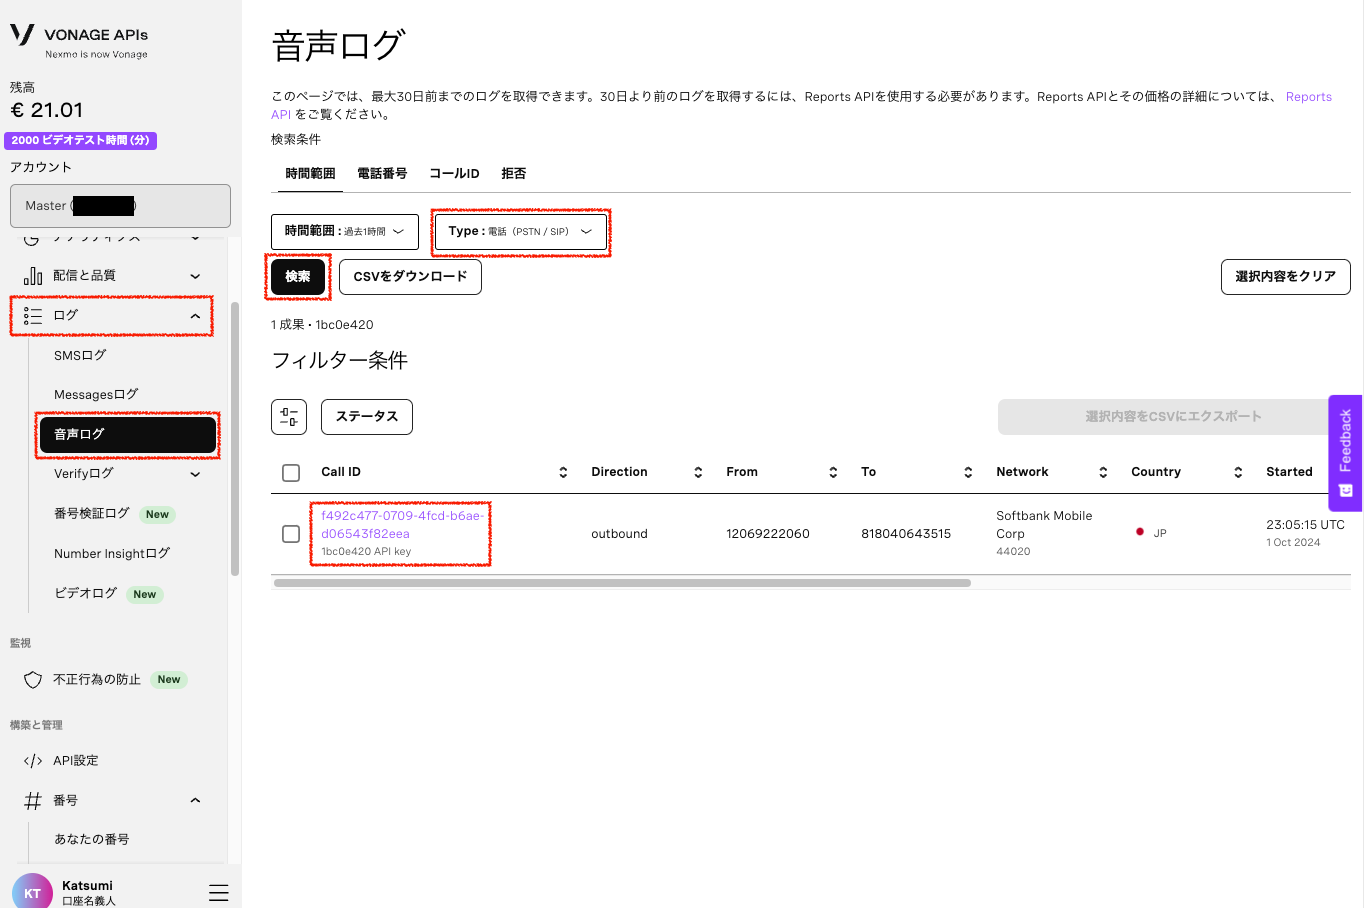 VONAGE APIs
Nexmo is now Vonage
残高
€ 21.01
2000 ビデオテスト時間 (分)
アカウント
Master (
)
アナリティクス
配信と品質
ログ
SMSログ
Messagesログ
音声ログ
Verifyログ
番号検証ログ New
Number Insightログ
ビデオログ New
監視
不正行為の防止 New
構築と管理
API設定
番号
あなたの番号
KT
Katsumi
口座名義人
音声ログ
このページでは、最大30日前までのログを取得できます。30日より前のログを取得するには、Reports APIを使用する必要があります。Reports APIとその価格の詳細については、 Reports
API をご覧ください。
検索条件
時間範囲 電話番号 コールID 拒否
時間範囲 : 過去1時間
Type : 電話（PSTN / SIP）
検索 CSVをダウンロード 選択内容をクリア
1 成果 • 1bc0e420
フィルター条件
ステータス 選択内容をCSVにエクスポート
Feedback
Call ID Direction From To Network Country Started
f492c477-0709-4fcd-b6ae-
d06543f82eea
1bc0e420 API key
outbound
12069222060
818040643515
Softbank Mobile
Corp
44020
JP
23:05:15 UTC
1 Oct 2024